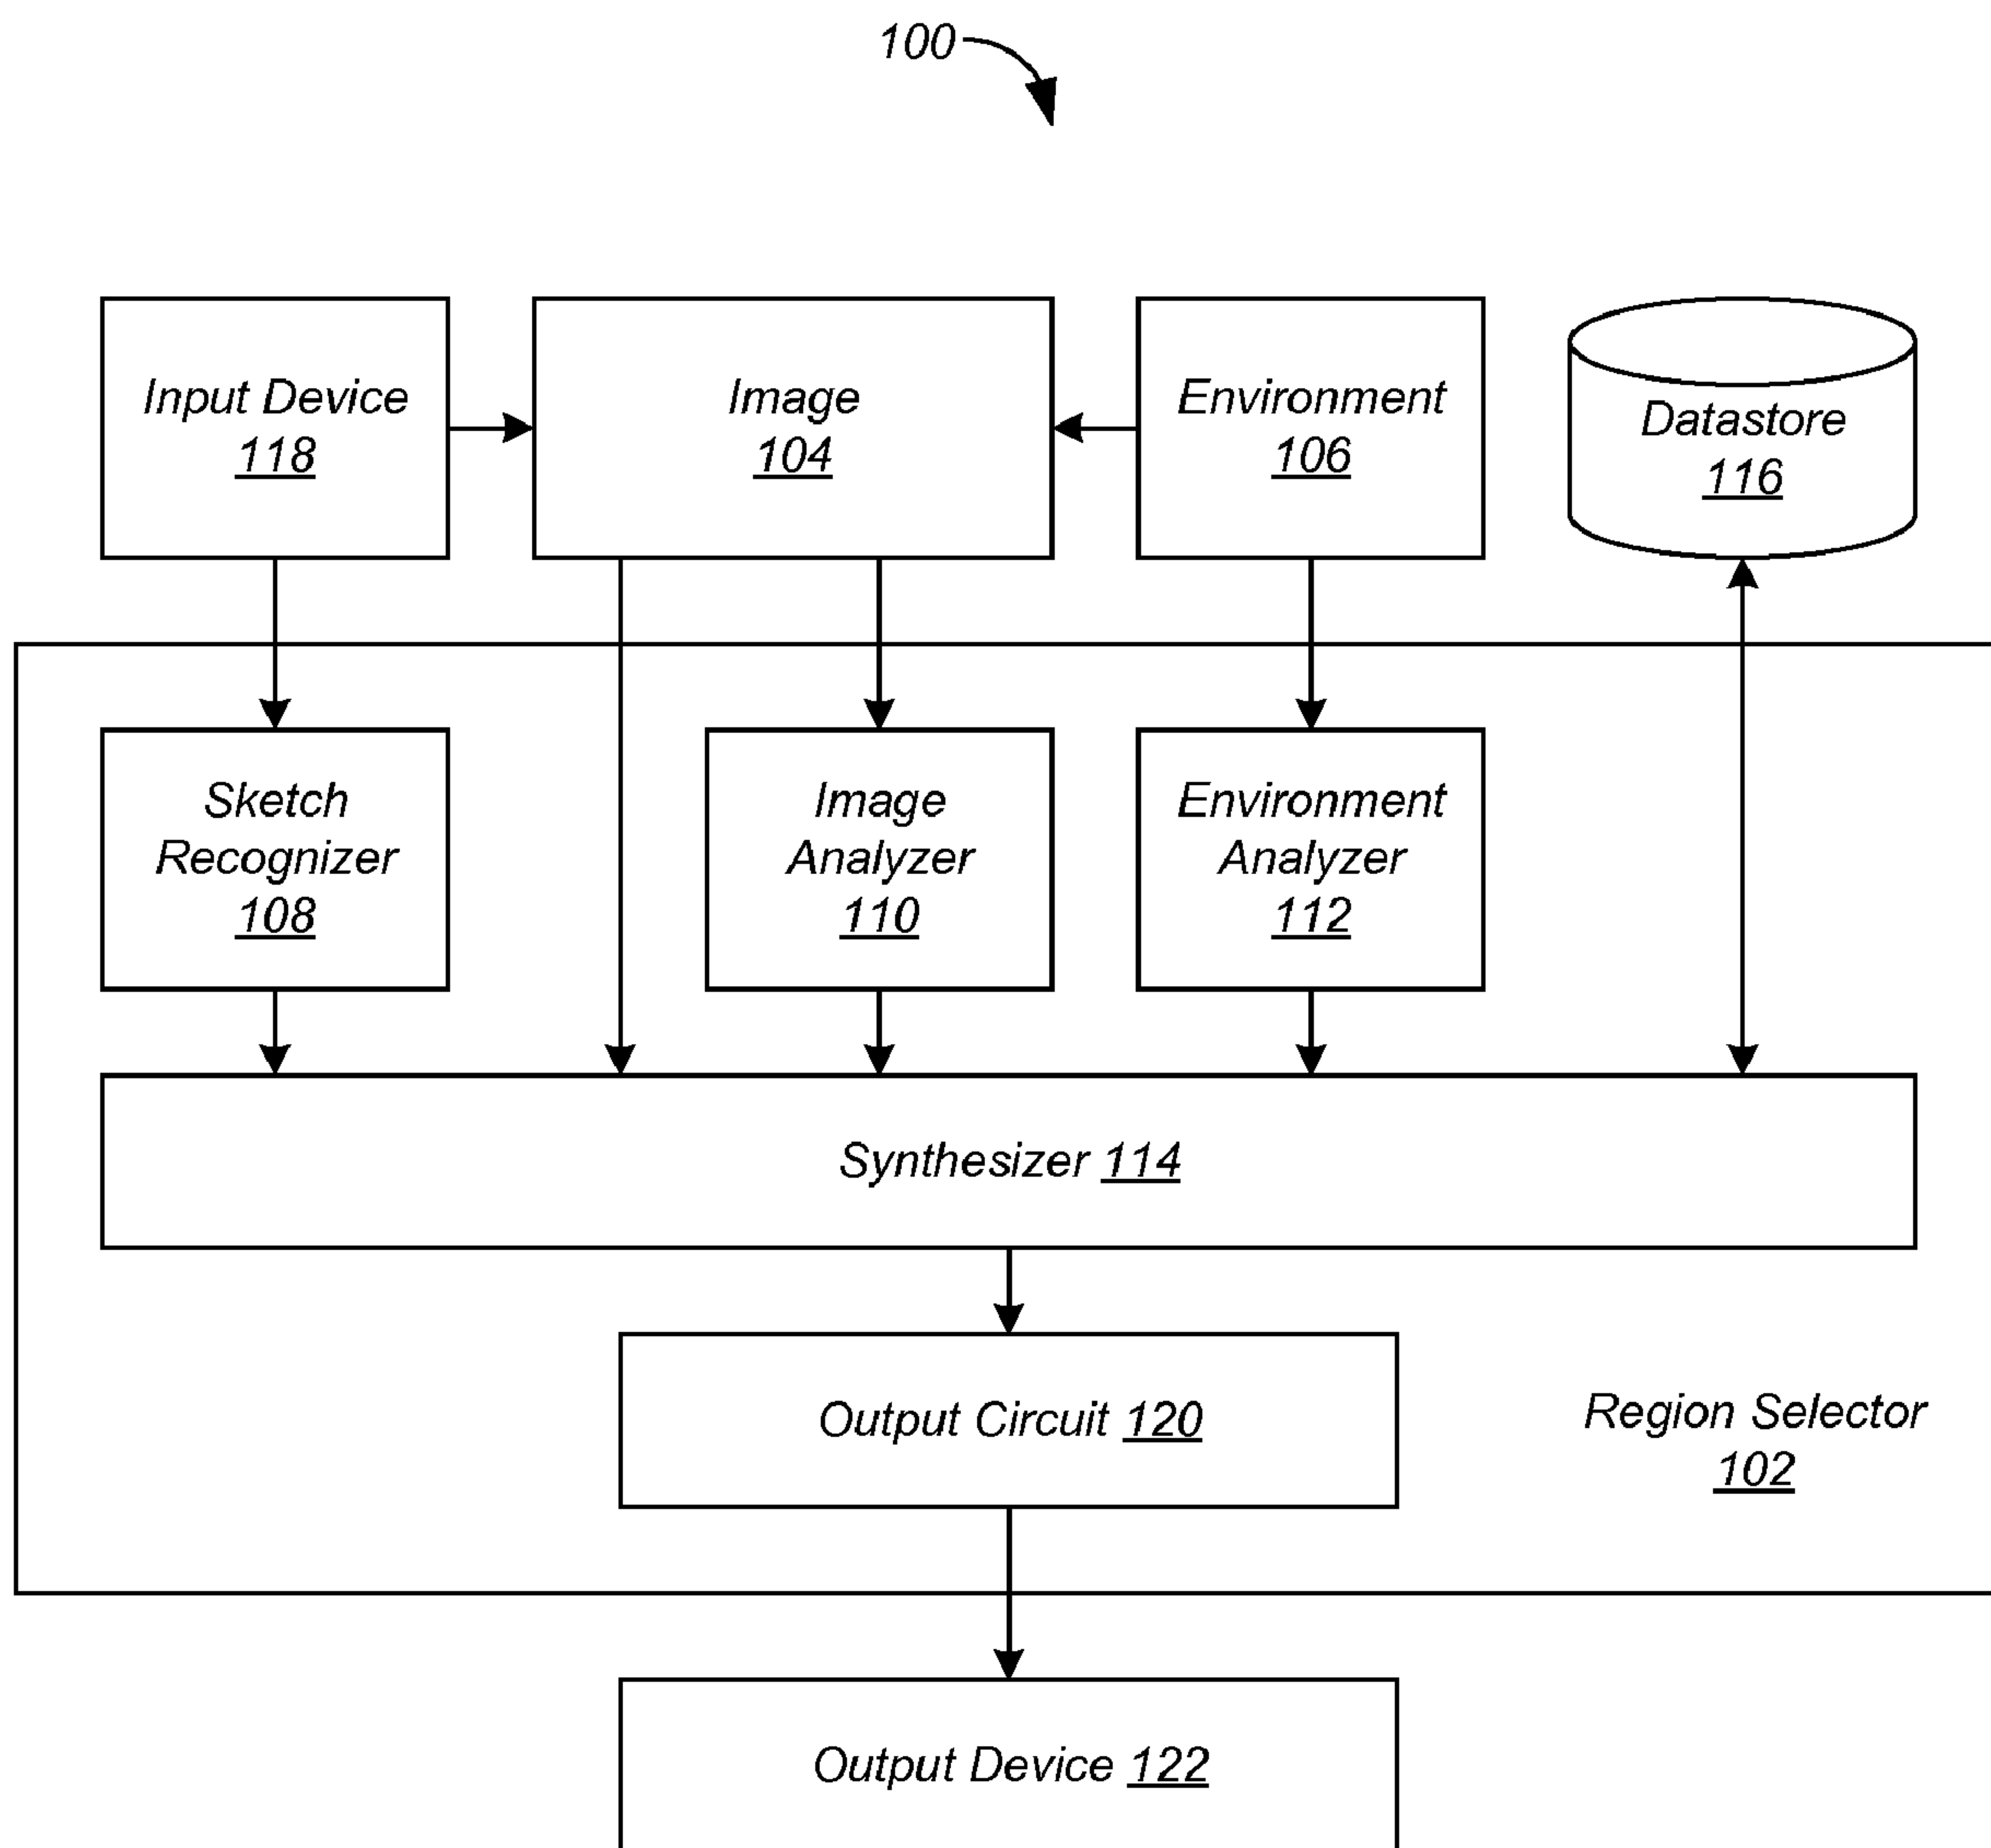 100
Input Device
118
Image
104
Environment
106
Datastore
116
Sketch
Recognizer
108
Image
Analyzer
110
Environment
Analyzer
112
Synthesizer 114
Output Circuit 120
Region Selector
102
Output Device 122